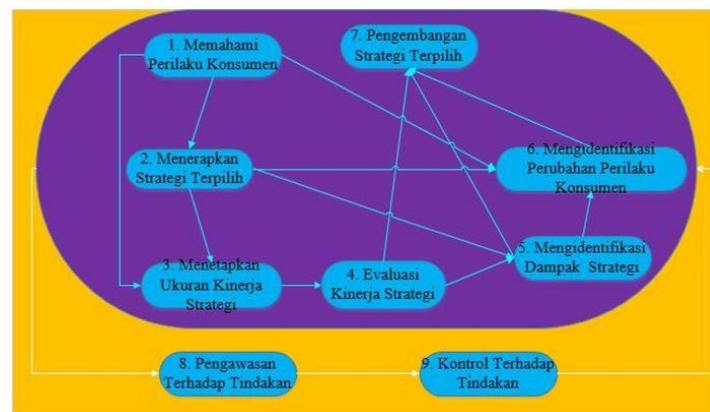 1. Memahami
Perilaku Konsumen
2. Menerapkan
Strategi Terpilih
3. Menetapkan
Ukuran Kinerja
Strategi
4. Evaluasi
Kinerja Strategi
5. Mengidentifikasi
Dampak Strategi
6. Mengidentifikasi
Perubahan Perilaku
Konsumen
7. Pengembangan
Strategi Terpilih
8. Pengawasan
Terhadap Tindakan
9. Kontrol Terhadap
Tindakan